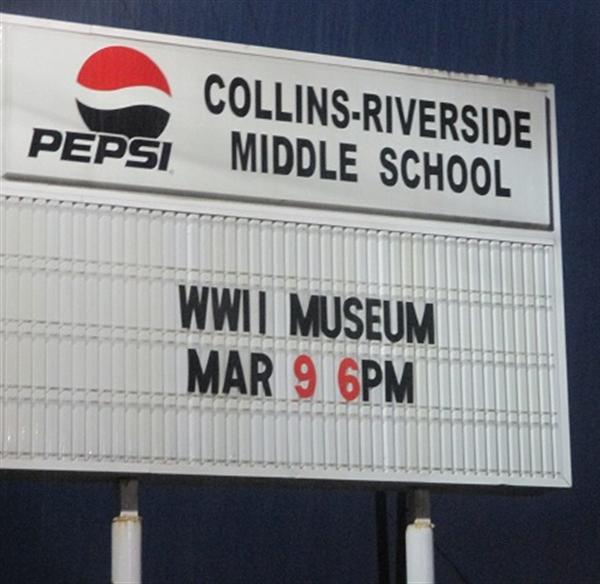 PEPSI
COLLINS-RIVERSIDE
MIDDLE SCHOOL
WWII MUSEUM
MAR 9 6PM